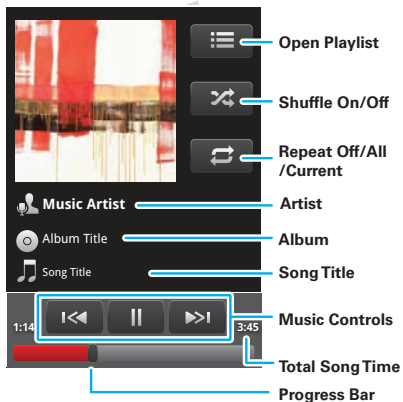 Open Playlist
Shuffle On/Off
Repeat Off/All
/Current
Music Artist
Artist
Album Title
Album
Song Title
Song Title
Music Controls
1:14
3:45
Total Song Time
Progress Bar